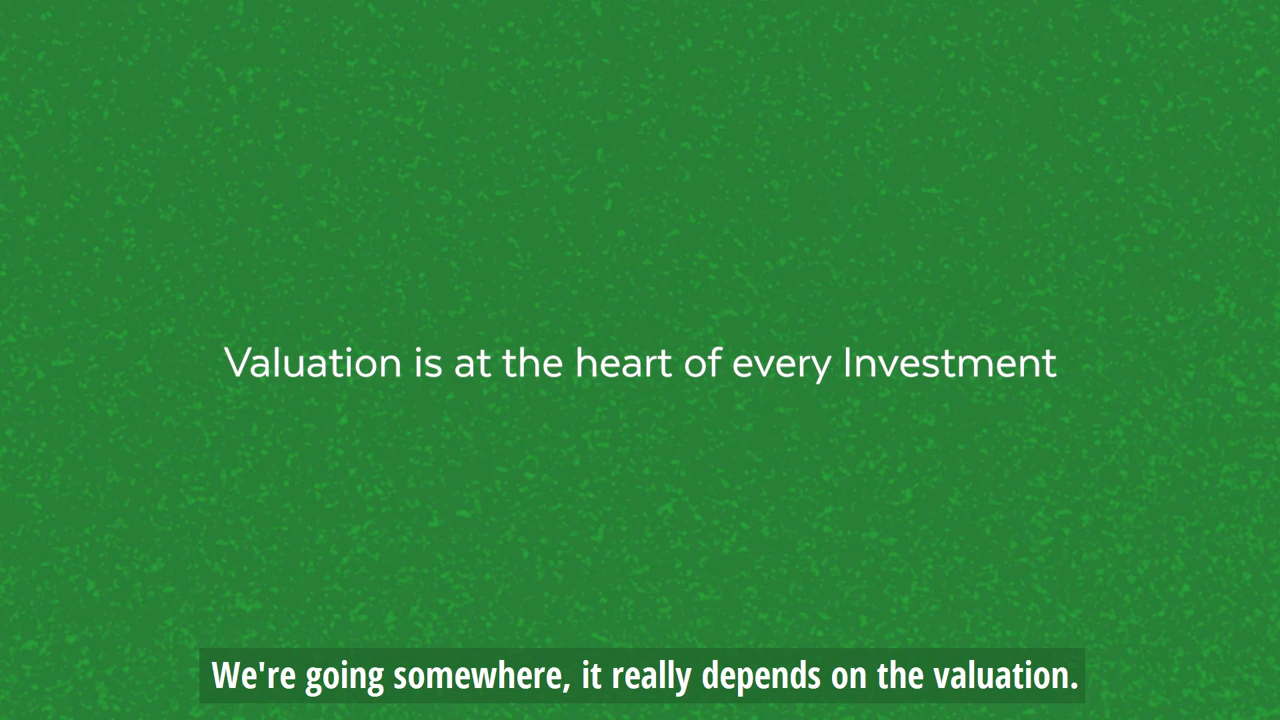 Valuation is at the heart of every Investment
We're going somewhere, it really depends on the valuation.